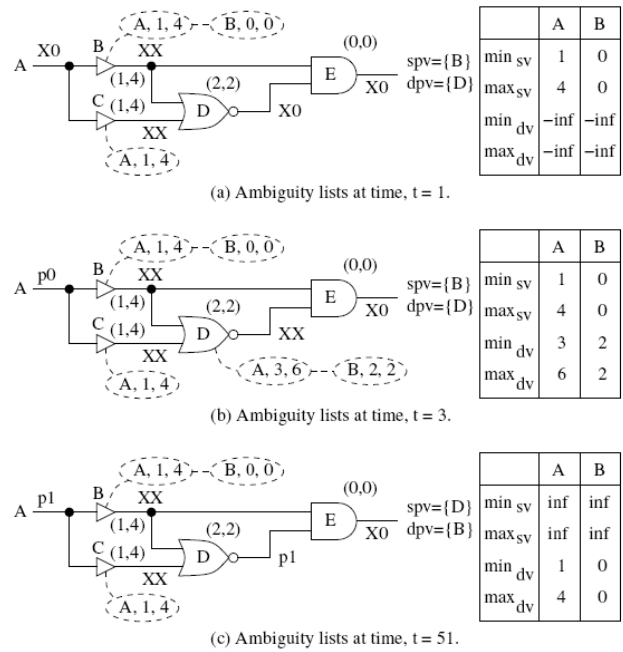 A, 1, 4 B, 0, 0
A X0 B XX (0,0)
(1,4) (2,2) E spv={B}
C (1,4) D X0 dpv={D}
XX X0
A, 1, 4
A B
min sv 1 0
max sv 4 0
min dv −inf −inf
max dv −inf −inf
(a) Ambiguity lists at time, t = 1.
A, 1, 4 B, 0, 0
A p0 B XX (0,0)
(1,4) (2,2) E spv={B}
C (1,4) D X0 dpv={D}
XX XX
A, 1, 4 A, 3, 6 B, 2, 2
A B
min sv 1 0
max sv 4 0
min dv 3 2
max dv 6 2
(b) Ambiguity lists at time, t = 3.
A, 1, 4 B, 0, 0
A p1 B XX (0,0)
(1,4) (2,2) E spv={D}
C (1,4) D X0 dpv={B}
XX p1
A, 1, 4
A B
min sv inf inf
max sv inf inf
min dv 1 0
max dv 4 0
(c) Ambiguity lists at time, t = 51.